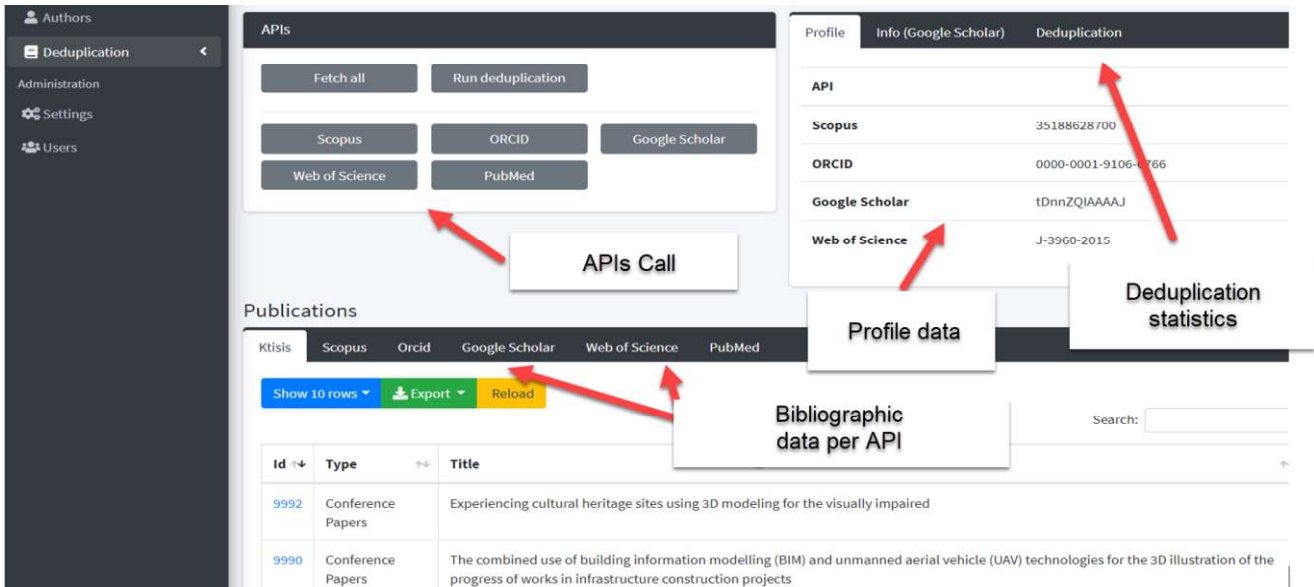 Authors
Deduplication
Administration
Settings
Users
APIs
Fetch all
Run deduplication
Scopus
ORCID
Google Scholar
Web of Science
PubMed
APIs Call
Profile
Info (Google Scholar)
Deduplication
API
Scopus
35188628700
ORCID
0000-0001-9106-6766
Google Scholar
tDnnZQIAAAAJ
Web of Science
J-3960-2015
Profile data
Deduplication
statistics
Publications
Ktisis
Scopus
Orcid
Google Scholar
Web of Science
PubMed
Show 10 rows
Export
Reload
Bibliographic
data per API
Search:
Id
Type
Title
9992
Conference
Papers
Experiencing cultural heritage sites using 3D modeling for the visually impaired
9990
Conference
Papers
The combined use of building information modelling (BIM) and unmanned aerial vehicle (UAV) technologies for the 3D illustration of the
progress of works in infrastructure construction projects